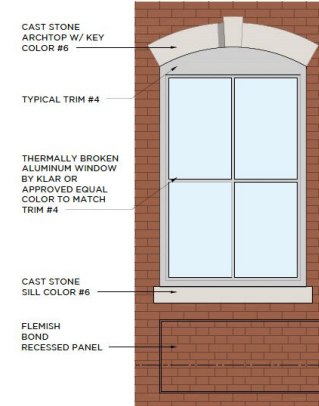 CAST STONE
ARCHTOP W/ KEY
COLOR #6
TYPICAL TRIM #4
THERMALLY BROKEN
ALUMINUM WINDOW
BY KLAR OR
APPROVED EQUAL
COLOR TO MATCH
TRIM #4
CAST STONE
SILL COLOR #6
FLEMISH
BOND
RECESSED PANEL